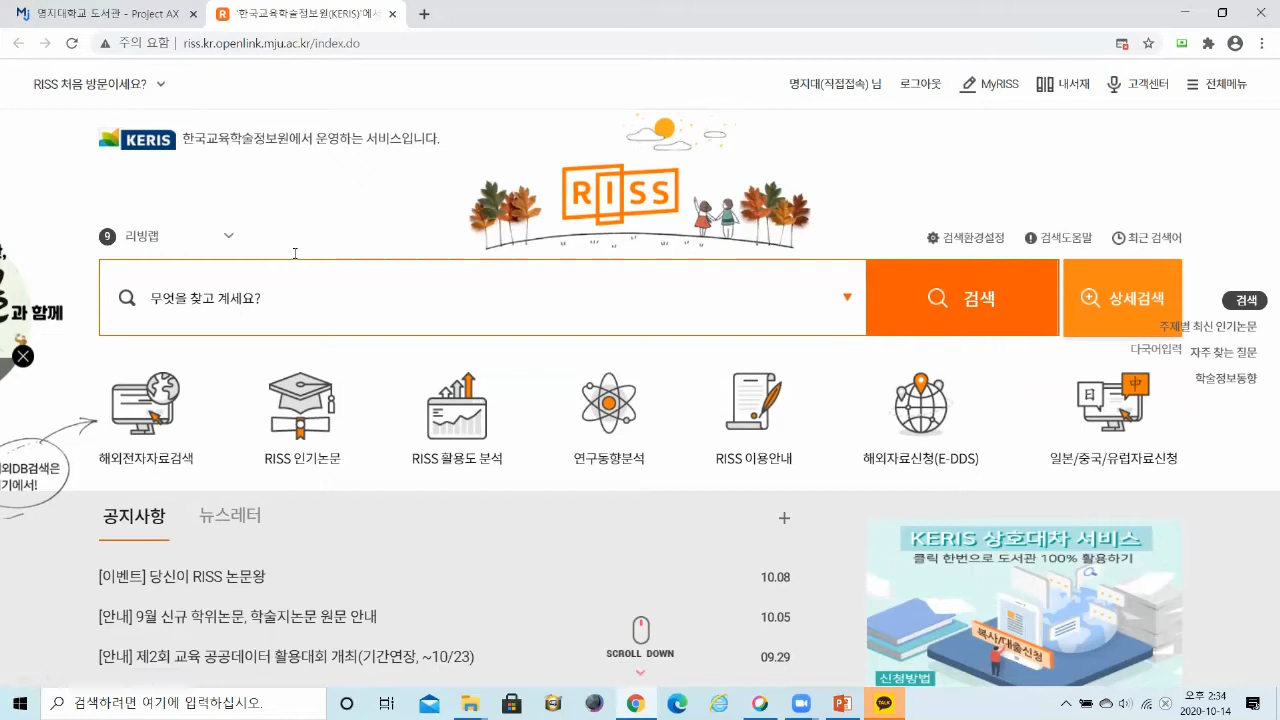 명지대학교 도서관 - Project AX
'한국교육학술정보원(KERIS)'에서
주의 요함
riss.kr.openlink.mju.ac.kr/index.do
RISS 처음 방문이세요?
명지대(직접접속) 님
로그아웃
MyRISS
내서재
고객센터
전체메뉴
KERIS
한국교육학술정보원에서 운영하는 서비스입니다.
RISS
9 리빙랩
검색환경설정
검색도움말
최근 검색어
무엇을 찾고 계세요?
검색
상세검색
검색
주제별 최신 인기논문
다국어입력
자주 찾는 질문
학술정보동향
과 함께
해외전자자료검색
RISS 인기논문
RISS 활용도 분석
연구동향분석
RISS 이용안내
해외자료신청(E-DDS)
일본/중국/유럽자료신청
日
中
외DB검색은
기에서!
공지사항
뉴스레터
[이벤트] 당신이 RISS 논문왕
10.08
[안내] 9월 신규 학위논문, 학술지논문 원문 안내
10.05
[안내] 제2회 교육 공공데이터 활용대회 개최(기간연장, ~10/23)
09.29
SCROLL DOWN
KERIS 상호대차 서비스
클릭 한번으로 도서관 100% 활용하기
복사/대출신청
신청방법
검색하려면 여기에 입력하십시오.
TALK
오후 2:34
2020-10-14